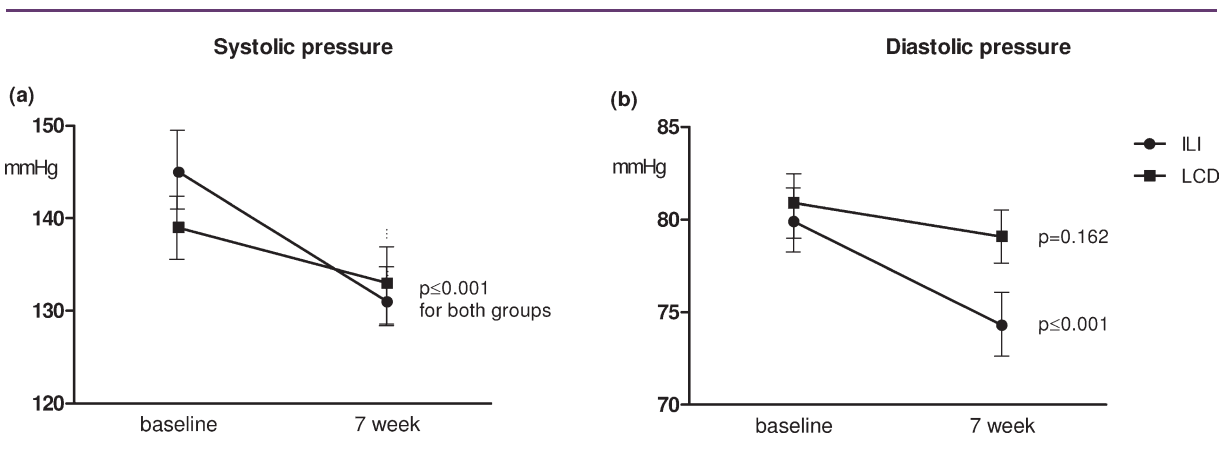 Systolic pressure
(a)
150
mmHg
140
130
120
baseline
7 week
p≤0.001
for both groups
Diastolic pressure
(b)
85
mmHg
80
75
70
baseline
7 week
p=0.162
p≤0.001
ILI
LCD